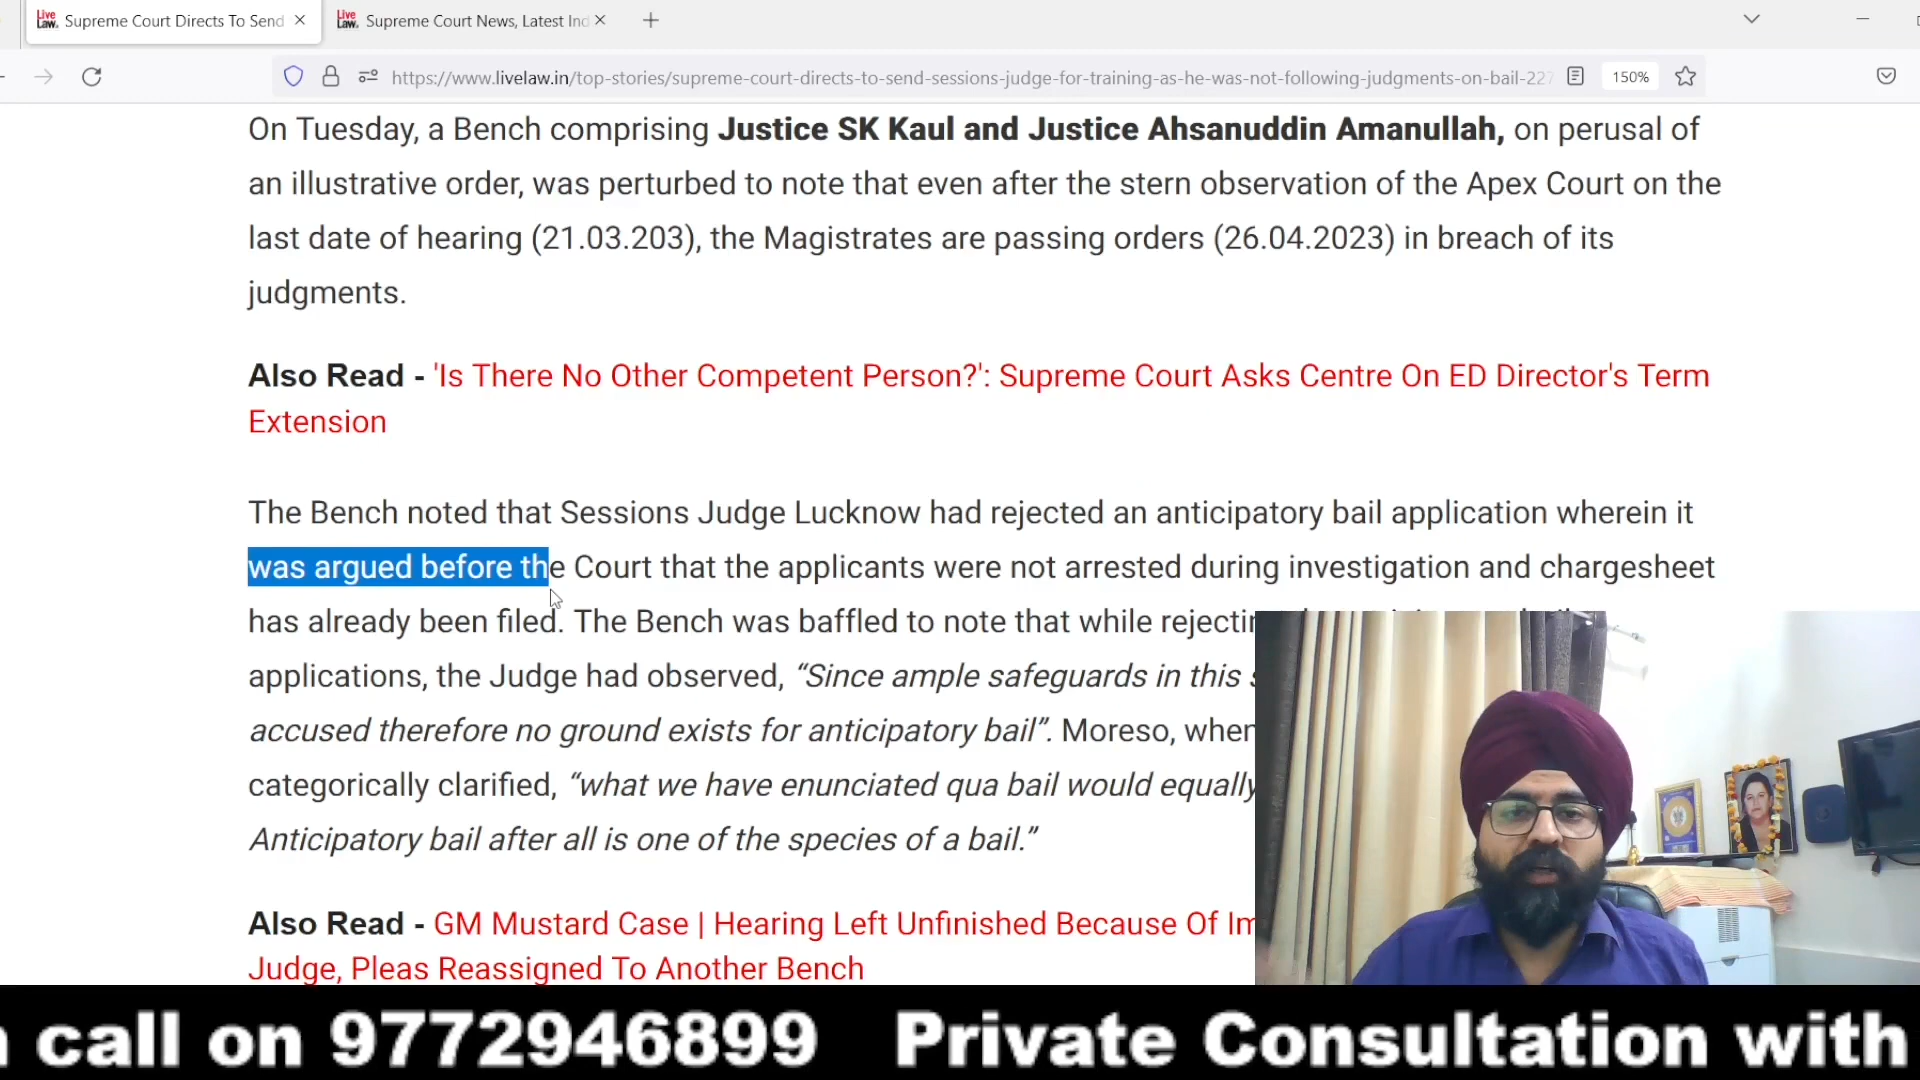 Live Law.
Supreme Court Directs To Send
Live Law.
Supreme Court News, Latest Ind
https://www.livelaw.in/top-stories/supreme-court-directs-to-send-sessions-judge-for-training-as-he-was-not-following-judgments-on-bail-227
150%
On Tuesday, a Bench comprising Justice SK Kaul and Justice Ahsanuddin Amanullah, on perusal of
an illustrative order, was perturbed to note that even after the stern observation of the Apex Court on the
last date of hearing (21.03.203), the Magistrates are passing orders (26.04.2023) in breach of its
judgments.
Also Read - 'Is There No Other Competent Person?': Supreme Court Asks Centre On ED Director's Term
Extension
The Bench noted that Sessions Judge Lucknow had rejected an anticipatory bail application wherein it
was argued before the Court that the applicants were not arrested during investigation and chargesheet
has already been filed. The Bench was baffled to note that while
applications, the Judge had observed, “Since ample safeguards in this
accused therefore no ground exists for anticipatory bail”. Moreso, when
categorically clarified, “what we have enunciated qua bail would equally
Anticipatory bail after all is one of the species of a bail.”
Also Read - GM Mustard Case | Hearing Left Unfinished Because Of
Judge, Pleas Reassigned To Another Bench
call on 9772946899 Private Consultation with